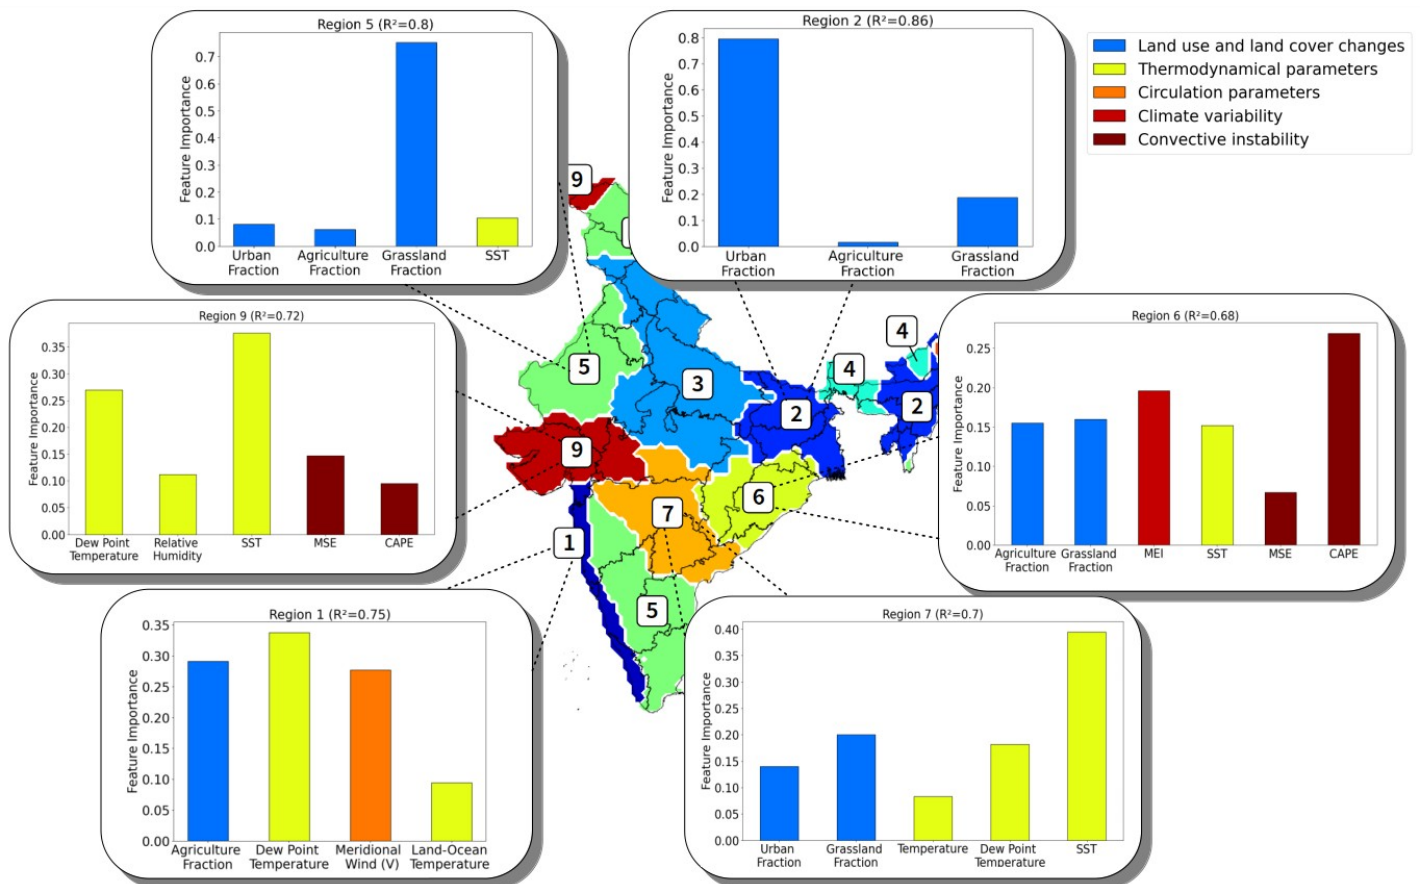 Region 5 (R²=0.8)
Feature Importance
0.7
0.6
0.5
0.4
0.3
0.2
0.1
0.0
Urban Fraction
Agriculture Fraction
Grassland Fraction
SST
Region 2 (R²=0.86)
Feature Importance
0.8
0.7
0.6
0.5
0.4
0.3
0.2
0.1
0.0
Urban Fraction
Agriculture Fraction
Grassland Fraction
Land use and land cover changes
Thermodynamical parameters
Circulation parameters
Climate variability
Convective instability
9
5
3
4
4
2
2
9
6
7
1
5
Region 9 (R²=0.72)
Feature Importance
0.35
0.30
0.25
0.20
0.15
0.10
0.05
0.00
Dew Point Temperature
Relative Humidity
SST
MSE
CAPE
Region 6 (R²=0.68)
Feature Importance
0.25
0.20
0.15
0.10
0.05
0.00
Agriculture Fraction
Grassland Fraction
MEI
SST
MSE
CAPE
Region 1 (R²=0.75)
Feature Importance
0.35
0.30
0.25
0.20
0.15
0.10
0.05
0.00
Agriculture Fraction
Dew Point Temperature
Meridional Wind (V)
Land-Ocean Temperature
Region 7 (R²=0.7)
Feature Importance
0.40
0.35
0.30
0.25
0.20
0.15
0.10
0.05
0.00
Urban Fraction
Grassland Fraction
Temperature
Dew Point Temperature
SST